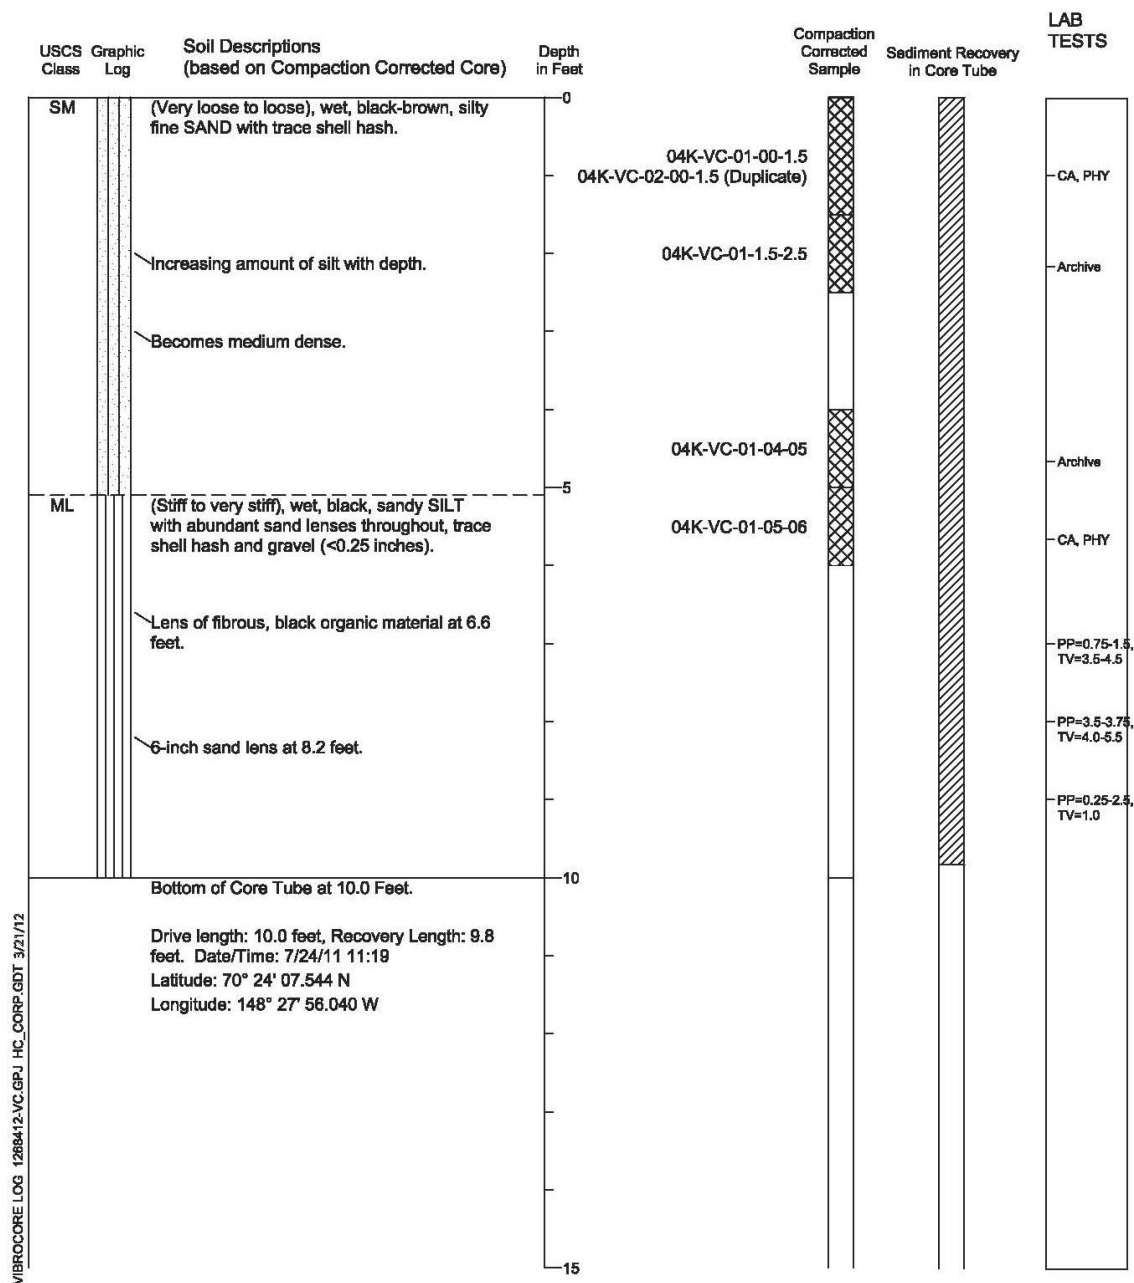 USCS Class
Graphic Log
Soil Descriptions
(based on Compaction Corrected Core)
Depth in Feet
Compaction Corrected Sample
Sediment Recovery in Core Tube
LAB TESTS
SM
(Very loose to loose), wet, black-brown, silty
fine SAND with trace shell hash.
0
04K-VC-01-00-1.5
04K-VC-02-00-1.5 (Duplicate)
CA, PHY
Increasing amount of silt with depth.
04K-VC-01-1.5-2.5
Archive
Becomes medium dense.
04K-VC-01-04-05
Archive
5
ML
(Stiff to very stiff), wet, black, sandy SILT
with abundant sand lenses throughout, trace
shell hash and gravel (<0.25 inches).
04K-VC-01-05-06
CA, PHY
Lens of fibrous, black organic material at 6.6
feet.
PP=0.75-1.5,
TV=3.5-4.5
PP=3.5-3.75,
TV=4.0-5.5
6-inch sand lens at 8.2 feet.
PP=0.25-2.5,
TV=1.0
10
Bottom of Core Tube at 10.0 Feet.
Drive length: 10.0 feet, Recovery Length: 9.8
feet. Date/Time: 7/24/11 11:19
Latitude: 70° 24' 07.544 N
Longitude: 148° 27' 56.040 W
15
VIBROCORE LOG 1268412-VC.GPJ HC_CORP.GDT 3/21/12